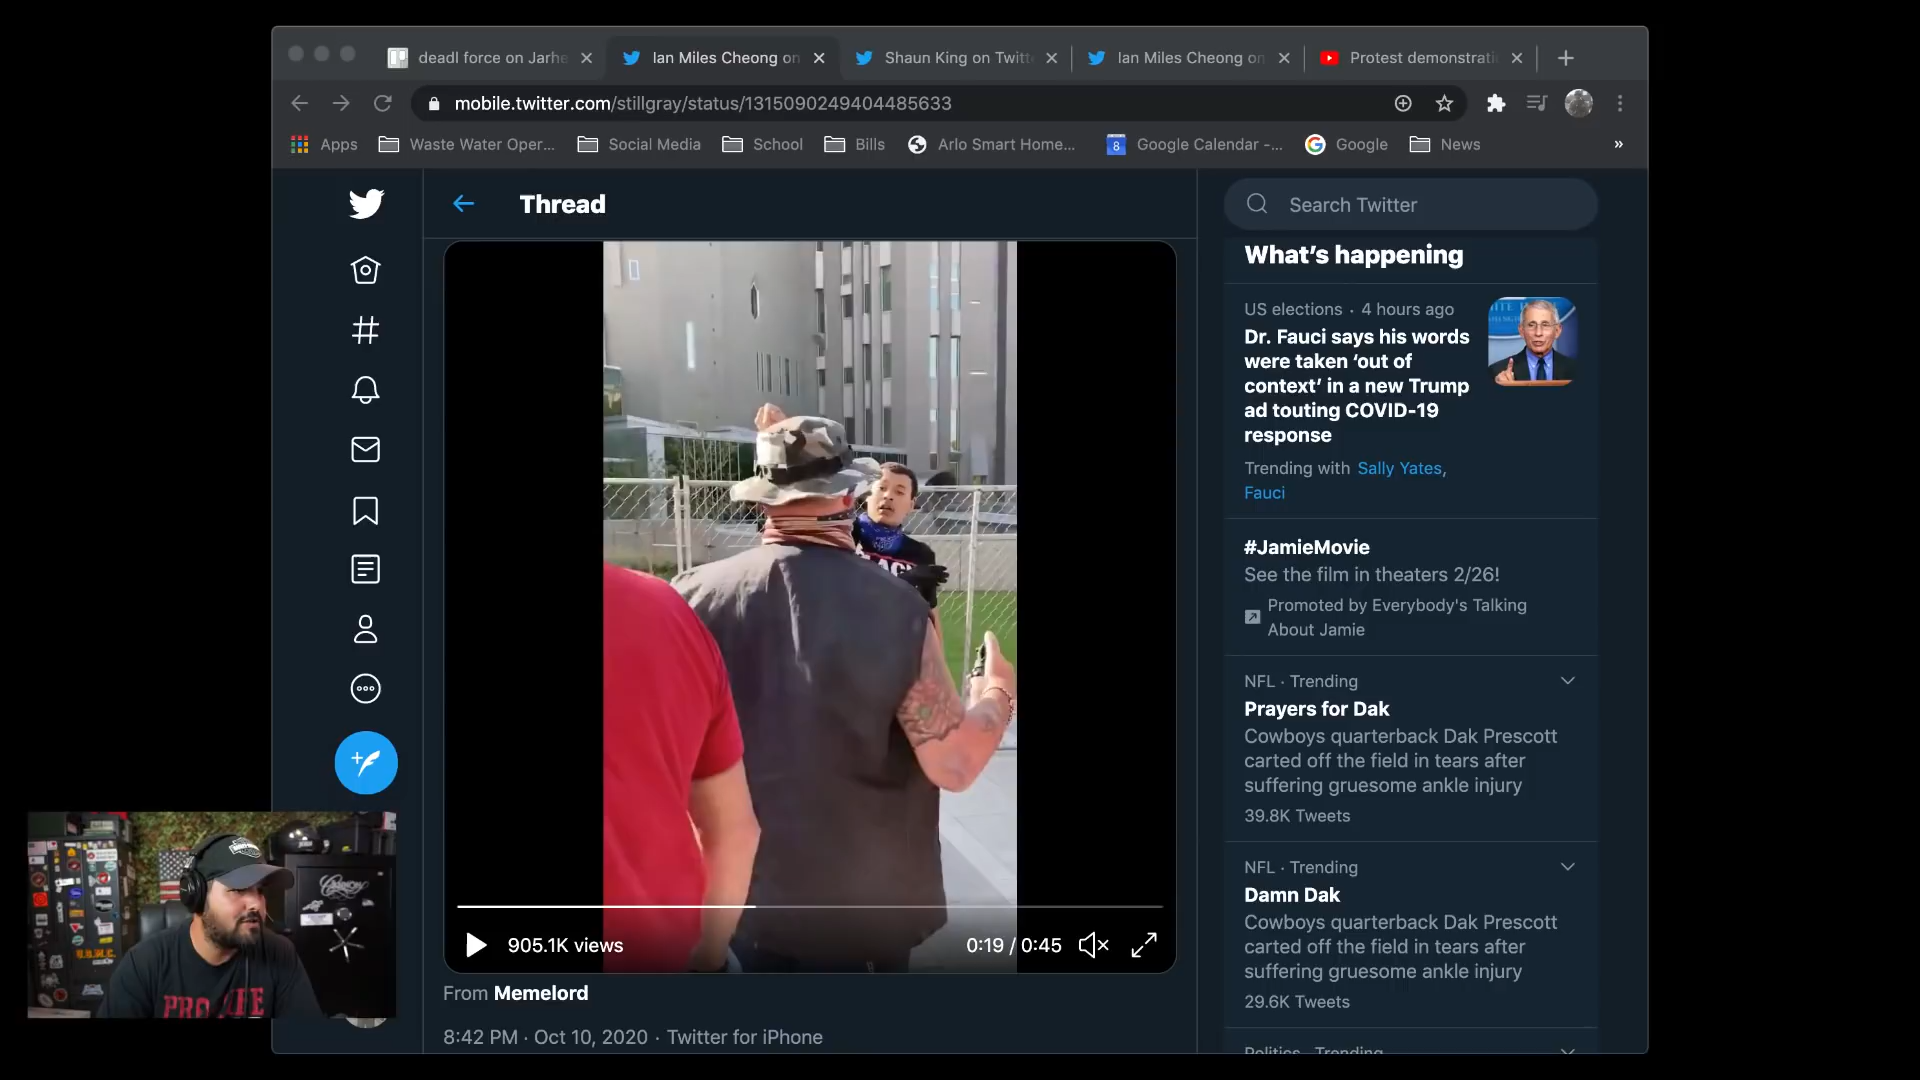 deadl force on Jarhe
Ian Miles Cheong on
Shaun King on Twitt
Ian Miles Cheong on
Protest demonstrati
mobile.twitter.com/stillgray/status/1315090249404485633
Apps
Waste Water Oper...
Social Media
School
Bills
Arlo Smart Home...
8
Google Calendar -...
Google
News
»
Thread
Search Twitter
What's happening
US elections · 4 hours ago
Dr. Fauci says his words
were taken 'out of
context' in a new Trump
ad touting COVID-19
response
Trending with Sally Yates,
Fauci
#JamieMovie
See the film in theaters 2/26!
Promoted by Everybody's Talking
About Jamie
NFL · Trending
Prayers for Dak
Cowboys quarterback Dak Prescott
carted off the field in tears after
suffering gruesome ankle injury
39.8K Tweets
NFL · Trending
Damn Dak
Cowboys quarterback Dak Prescott
carted off the field in tears after
suffering gruesome ankle injury
29.6K Tweets
Politics · Trending
905.1K views
0:19 / 0:45
From Memelord
8:42 PM · Oct 10, 2020 · Twitter for iPhone